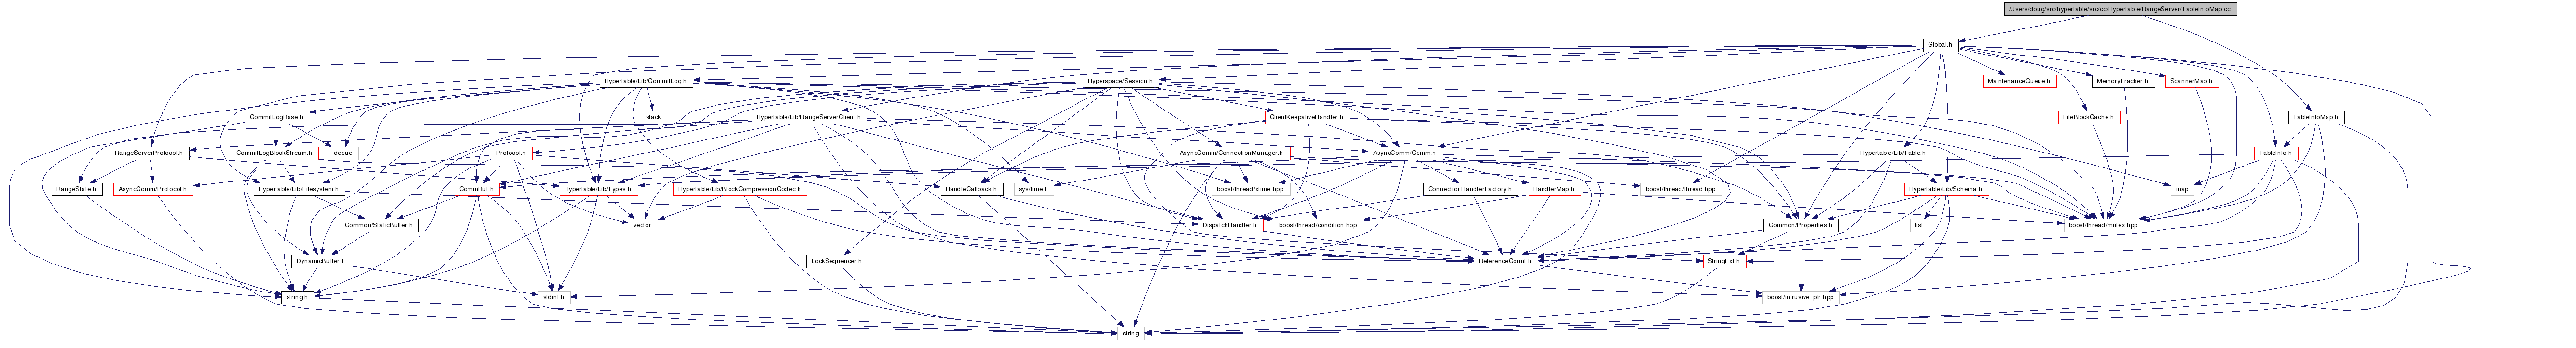 /Users/doug/src/hypertable/src/cc/Hypertable/RangeServer/TableInfoMap.cc
Global.h
Hypertable/Lib/CommitLog.h
Hyperspace/Session.h
MaintenanceQueue.h
MemoryTracker.h
ScannerMap.h
CommitLogBase.h
stack
Hypertable/Lib/RangeServerClient.h
ClientKeepaliveHandler.h
FileBlockCache.h
TableInfoMap.h
RangeServerProtocol.h
CommitLogBlockStream.h
deque
Protocol.h
AsyncComm/ConnectionManager.h
AsyncComm/Comm.h
Hypertable/Lib/Table.h
TableInfo.h
RangeState.h
AsyncComm/Protocol.h
Hypertable/Lib/Filesystem.h
CommBuf.h
Hypertable/Lib/Types.h
Hypertable/Lib/BlockCompressionCodec.h
HandleCallback.h
sys/time.h
boost/thread/xtime.hpp
boost/thread/thread.hpp
ConnectionHandlerFactory.h
HandlerMap.h
Hypertable/Lib/Schema.h
map
Common/StaticBuffer.h
vector
DispatchHandler.h
boost/thread/condition.hpp
Common/Properties.h
list
boost/thread/mutex.hpp
DynamicBuffer.h
LockSequencer.h
ReferenceCount.h
StringExt.h
string.h
stdint.h
boost/intrusive_ptr.hpp
string